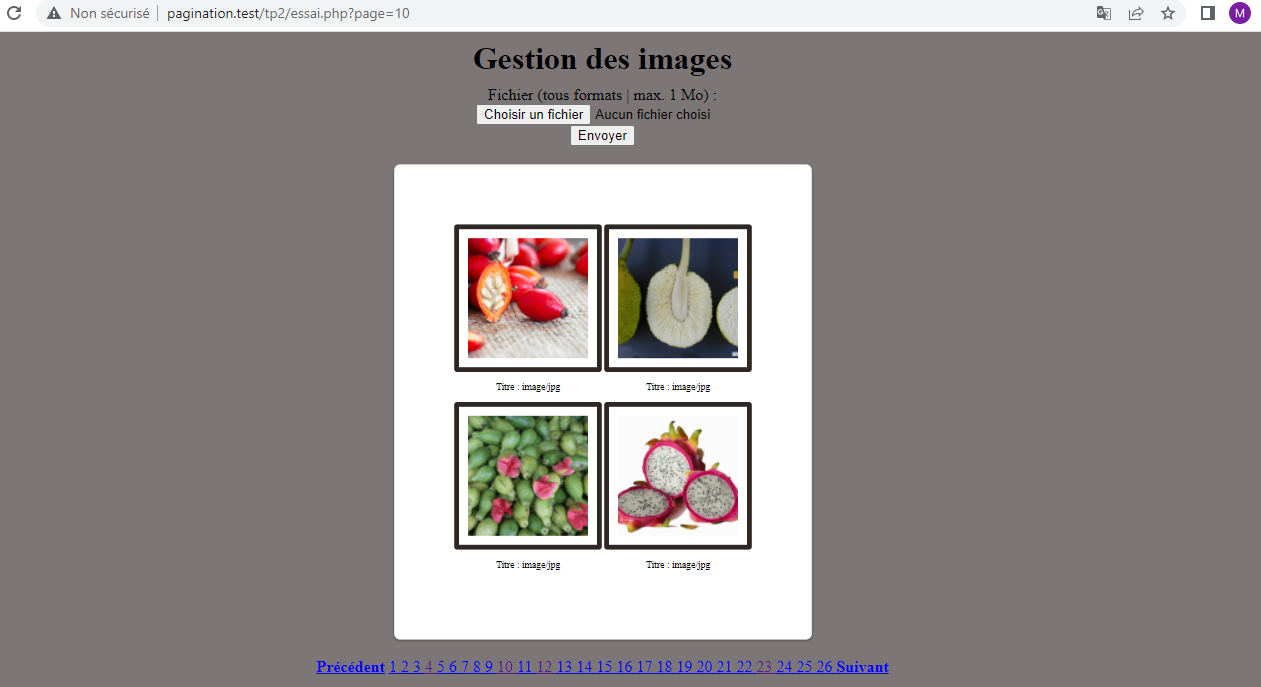 Non sécurisé | pagination.test/tp2/essai.php?page=10
M
Gestion des images
Fichier (tous formats | max. 1 Mo) :
Choisir un fichier Aucun fichier choisi
Envoyer
Titre : image/jpg Titre : image/jpg
Titre : image/jpg Titre : image/jpg
Précédent 1 2 3 4 5 6 7 8 9 10 11 12 13 14 15 16 17 18 19 20 21 22 23 24 25 26 Suivant